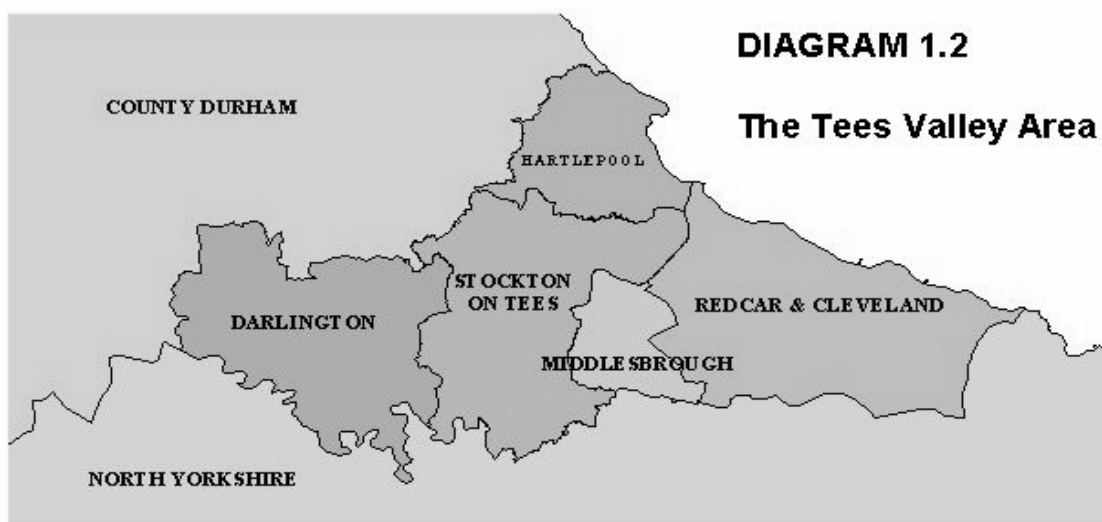 DIAGRAM 1.2
The Tees Valley Area
COUNTY DURHAM
HARTLEPOOL
STOCKTON
ON TEES
REDCAR & CLEVELAND
DARLINGTON
MIDDLESBROUGH
NORTH YORKSHIRE